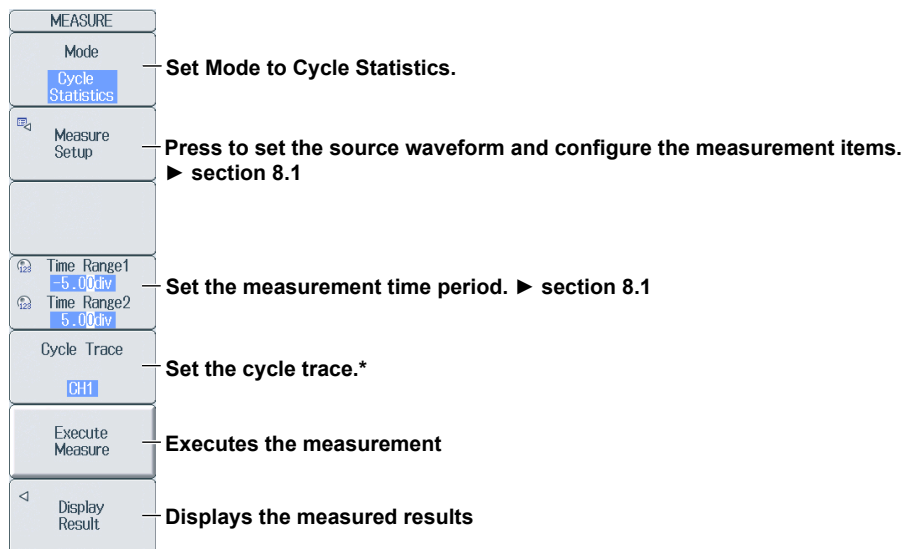 MEASURE
Mode
Cycle
Statistics
Set Mode to Cycle Statistics.
Measure
Setup
Press to set the source waveform and configure the measurement items.
► section 8.1
Time Range1
-5.00div
Time Range2
5.00div
Set the measurement time period. ► section 8.1
Cycle Trace
CH1
Set the cycle trace.*
Execute
Measure
Executes the measurement
Display
Result
Displays the measured results